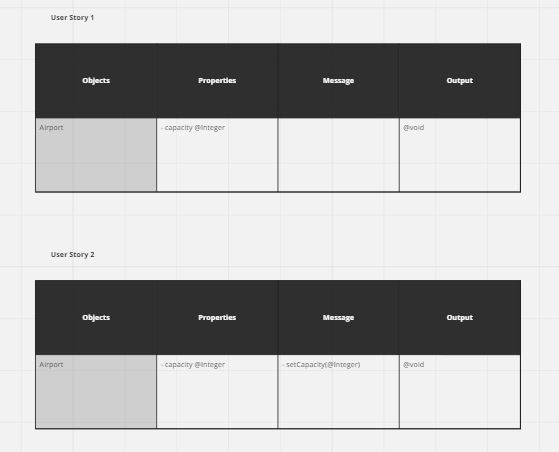 User Story 1
Objects Properties Message Output
Airport - capacity @Integer @void
User Story 2
Objects Properties Message Output
Airport - capacity @Integer - setCapacity(@Integer) @void